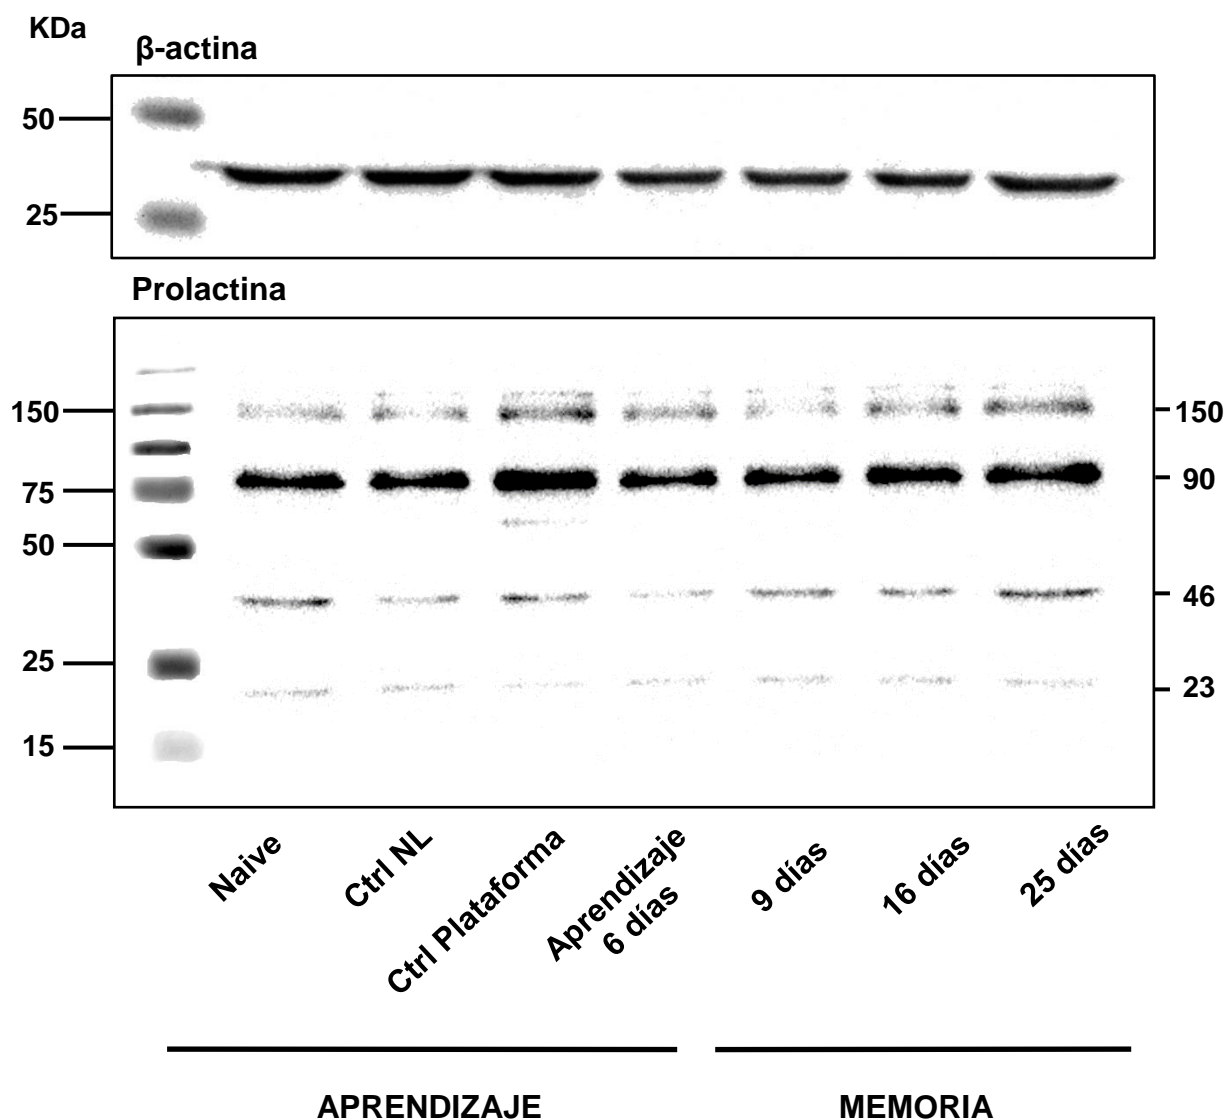 KDa
β-actina
50
25
Prolactina
150
75
50
25
15
150
90
46
23
Naive
Ctrl NL
Ctrl Plataforma
Aprendizaje
6 días
9 días
16 días
25 días
APRENDIZAJE
MEMORIA